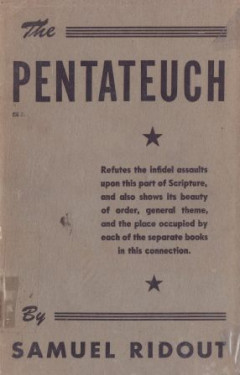 The
PENTATEUCH
Refutes the infidel assaults
upon this part of Scripture,
and also shows its beauty
of order, general theme,
and the place occupied by
each of the separate books
in this connection.
By
SAMUEL RIDOUT